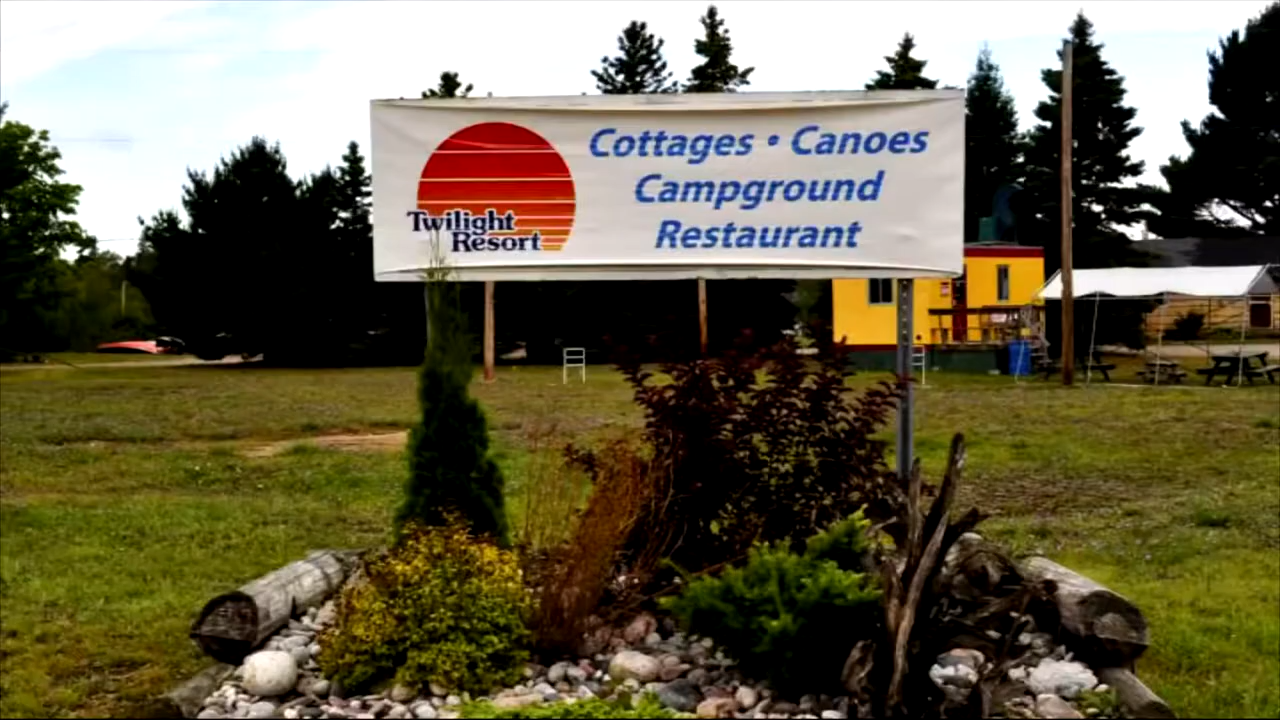 Twilight
Resort
Cottages • Canoes
Campground
Restaurant